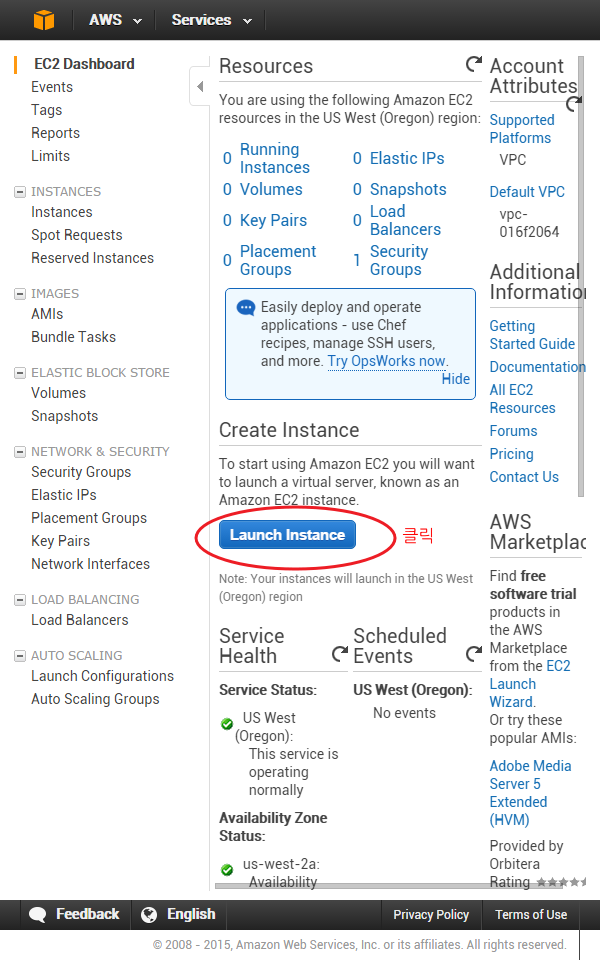 AWS
Services
EC2 Dashboard
Events
Tags
Reports
Limits
INSTANCES
Instances
Spot Requests
Reserved Instances
IMAGES
AMIs
Bundle Tasks
ELASTIC BLOCK STORE
Volumes
Snapshots
NETWORK & SECURITY
Security Groups
Elastic IPs
Placement Groups
Key Pairs
Network Interfaces
LOAD BALANCING
Load Balancers
AUTO SCALING
Launch Configurations
Auto Scaling Groups
Resources
You are using the following Amazon EC2
resources in the US West (Oregon) region:
0 Running
Instances
0 Elastic IPs
0 Volumes
0 Snapshots
0 Key Pairs
0 Load
Balancers
0 Placement
Groups
1 Security
Groups
Easily deploy and operate
applications - use Chef
recipes, manage SSH users,
and more. Try OpsWorks now.
Hide
Create Instance
To start using Amazon EC2 you will want
to launch a virtual server, known as an
Amazon EC2 instance.
Launch Instance
클릭
Note: Your instances will launch in the US West
(Oregon) region
Service
Health
Service Status:
US West
(Oregon):
This service is
operating
normally
Availability Zone
Status:
us-west-2a:
Availability
Scheduled
Events
US West (Oregon):
No events
Account
Attributes
Supported
Platforms
VPC
Default VPC
vpc-
016f2064
Additional
Information
Getting
Started Guide
Documentation
All EC2
Resources
Forums
Pricing
Contact Us
AWS
Marketplac
Find free
software trial
products in
the AWS
Marketplace
from the EC2
Launch
Wizard.
Or try these
popular AMIs:
Adobe Media
Server 5
Extended
(HVM)
Provided by
Orbitera
Rating
Feedback
English
Privacy Policy
Terms of Use
© 2008 - 2015, Amazon Web Services, Inc. or its affiliates. All rights reserved.